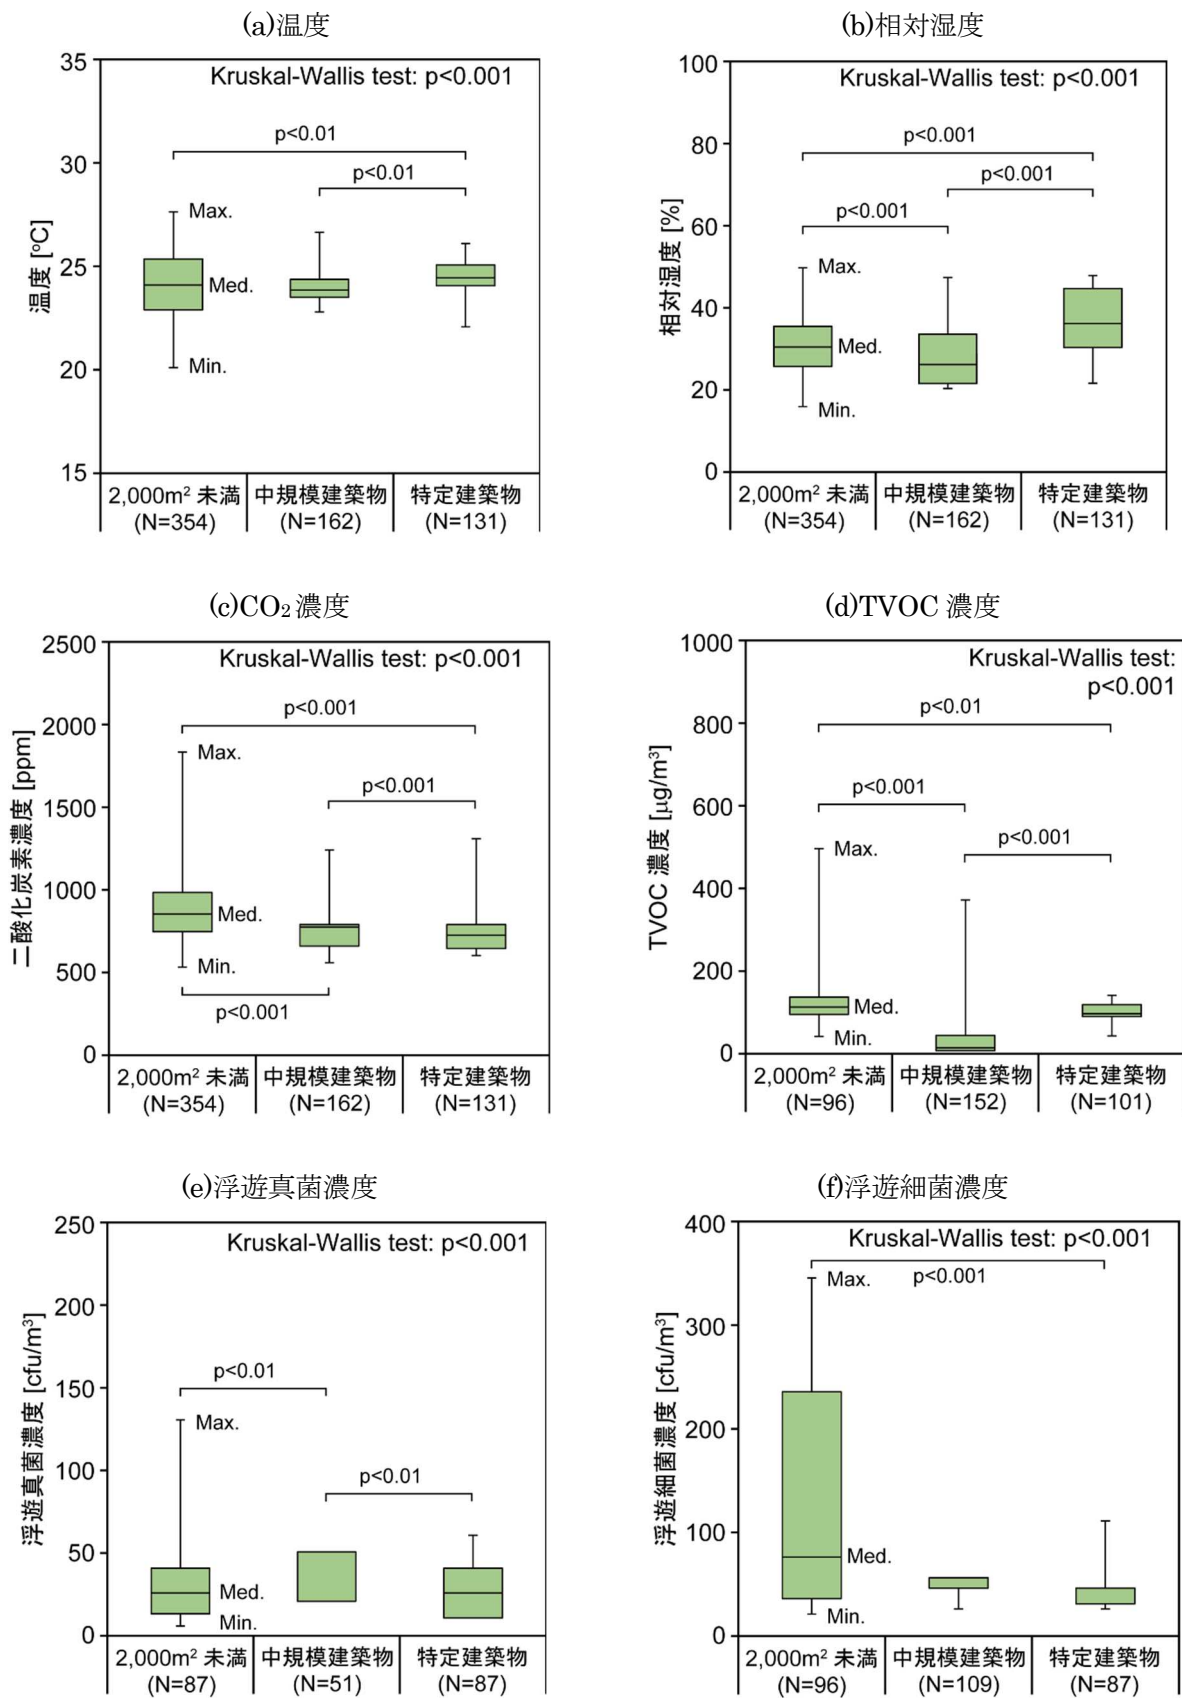 (a)温度
35
30
25
20
15
温度 [°C]
Kruskal-Wallis test: p<0.001
p<0.01
p<0.01
Max.
Med.
Min.
2,000m² 未満
(N=354)
中規模建築物
(N=162)
特定建築物
(N=131)
(b)相対湿度
100
80
60
40
20
0
相対湿度 [%]
Kruskal-Wallis test: p<0.001
p<0.001
p<0.001
p<0.001
Max.
Med.
Min.
2,000m² 未満
(N=354)
中規模建築物
(N=162)
特定建築物
(N=131)
(c)CO₂濃度
2500
2000
1500
1000
500
0
二酸化炭素濃度 [ppm]
Kruskal-Wallis test: p<0.001
p<0.001
p<0.001
Max.
Med.
Min.
p<0.001
2,000m² 未満
(N=354)
中規模建築物
(N=162)
特定建築物
(N=131)
(d)TVOC 濃度
1000
800
600
400
200
0
TVOC 濃度 [μg/m³]
Kruskal-Wallis test:
p<0.001
p<0.01
p<0.001
p<0.001
Max.
Med.
Min.
2,000m² 未満
(N=96)
中規模建築物
(N=152)
特定建築物
(N=101)
(e)浮遊真菌濃度
250
200
150
100
50
0
浮遊真菌濃度 [cfu/m³]
Kruskal-Wallis test: p<0.001
p<0.01
Max.
p<0.01
Med.
Min.
2,000m² 未満
(N=87)
中規模建築物
(N=51)
特定建築物
(N=87)
(f)浮遊細菌濃度
400
300
200
100
0
浮遊細菌濃度 [cfu/m³]
Kruskal-Wallis test: p<0.001
p<0.001
Max.
Med.
Min.
2,000m² 未満
(N=96)
中規模建築物
(N=109)
特定建築物
(N=87)